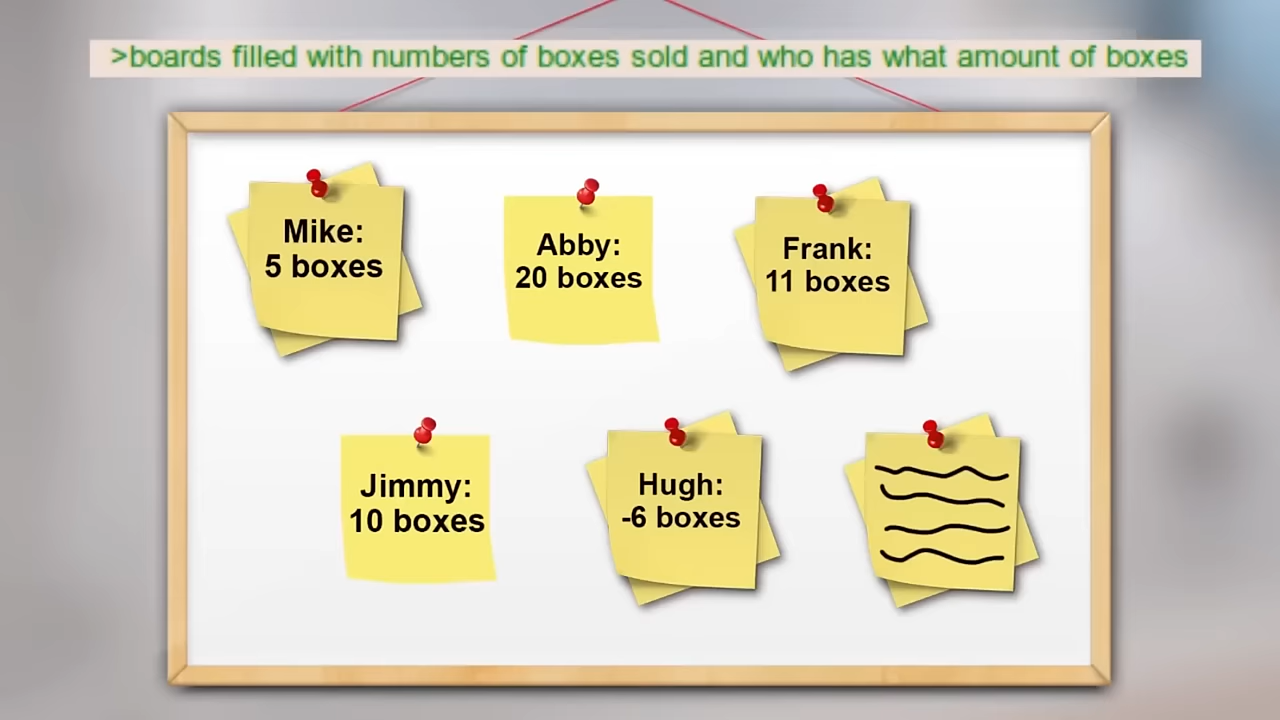 >boards filled with numbers of boxes sold and who has what amount of boxes
Mike:
5 boxes
Abby:
20 boxes
Frank:
11 boxes
Jimmy:
10 boxes
Hugh:
-6 boxes